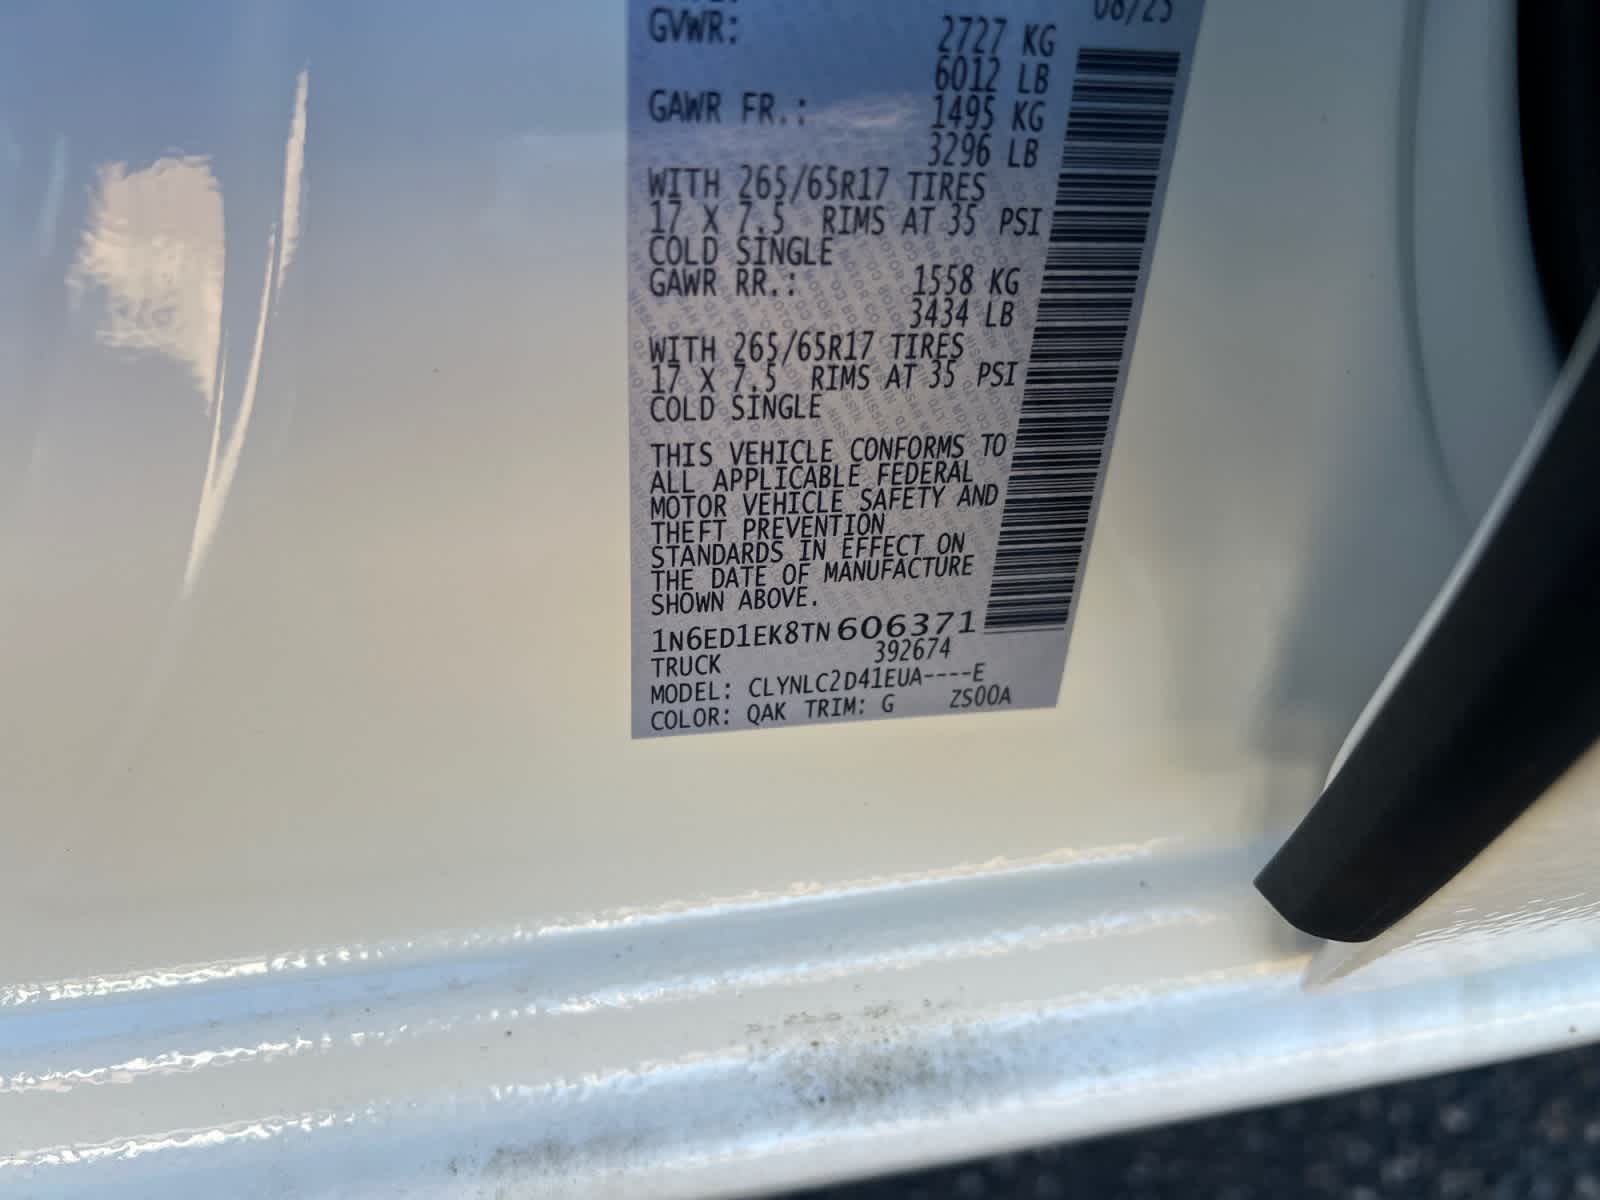 08/25
GVWR: 2727 KG
6012 LB
GAWR FR.: 1495 KG
3296 LB
WITH 265/65R17 TIRES
17 X 7.5 RIMS AT 35 PSI
COLD SINGLE
GAWR RR.: 1558 KG
3434 LB
WITH 265/65R17 TIRES
17 X 7.5 RIMS AT 35 PSI
COLD SINGLE
THIS VEHICLE CONFORMS TO
ALL APPLICABLE FEDERAL
MOTOR VEHICLE SAFETY AND
THEFT PREVENTION
STANDARDS IN EFFECT ON
THE DATE OF MANUFACTURE
SHOWN ABOVE.
1N6ED1EK8TN606371
TRUCK 392674
MODEL: CLYNLC2D41EUA----E
COLOR: QAK TRIM: G ZS00A